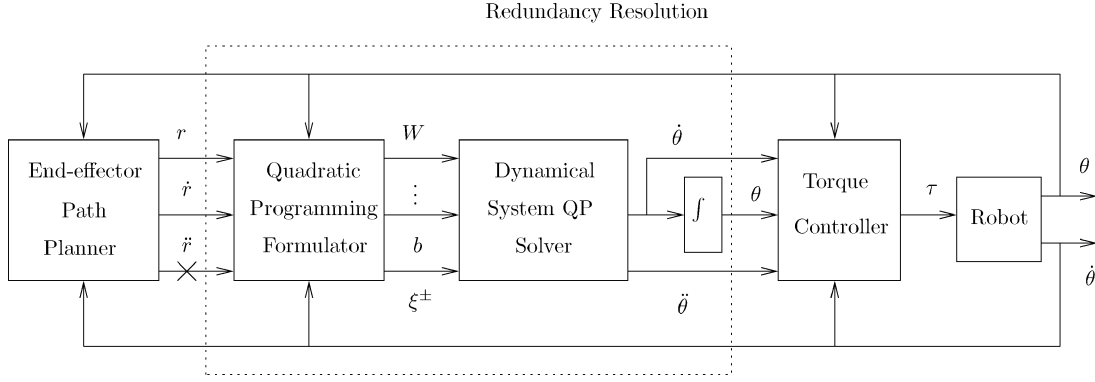 Redundancy Resolution
End-effector
Path
Planner
r
ṙ
r̈
Quadratic
Programming
Formulator
W
⋮
b
ξ±
Dynamical
System QP
Solver
θ̇
∫
θ
θ̈
Torque
Controller
τ
Robot
θ
θ̇